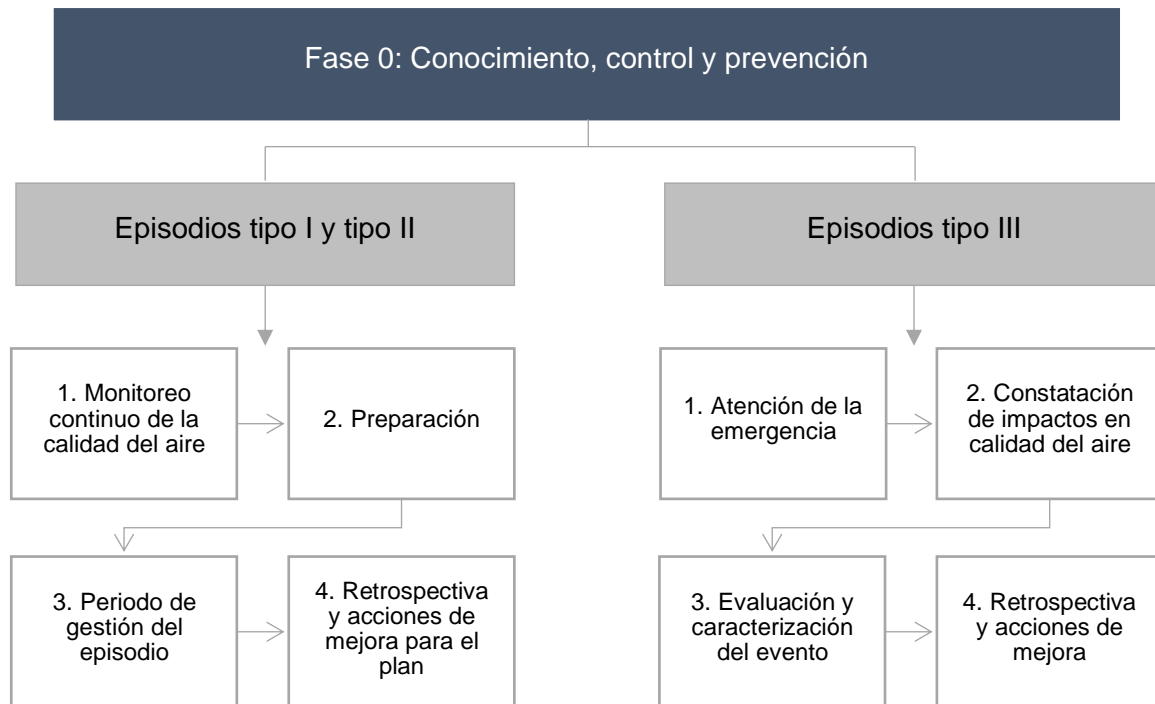 Fase 0: Conocimiento, control y prevención
Episodios tipo I y tipo II
Episodios tipo III
1. Monitoreo
continuo de la
calidad del aire
2. Preparación
1. Atención de la
emergencia
2. Constatación
de impactos en
calidad del aire
3. Periodo de
gestión del
episodio
4. Retrospectiva
y acciones de
mejora para el
plan
3. Evaluación y
caracterización
del evento
4. Retrospectiva
y acciones de
mejora